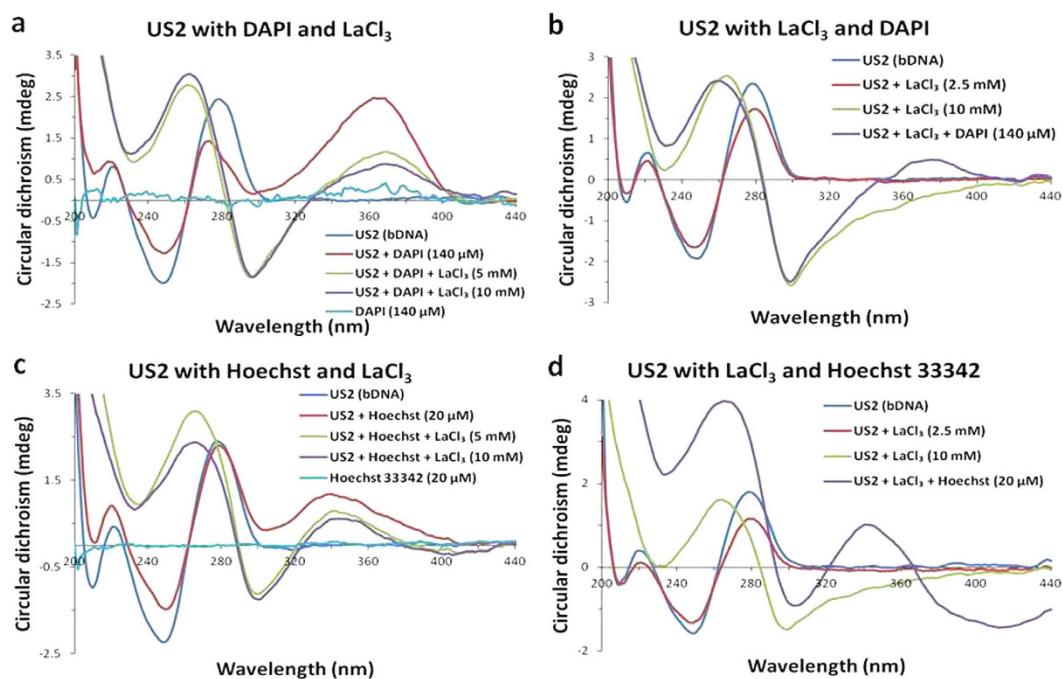 a
US2 with DAPI and LaCl₃
3.5
2.5
1.5
0.5
-0.5
-1.5
-2.5
200
240
280
320
360
400
440
Circular dichroism (mdeg)
Wavelength (nm)
US2 (bDNA)
US2 + DAPI (140 µM)
US2 + DAPI + LaCl₃ (5 mM)
US2 + DAPI + LaCl₃ (10 mM)
DAPI (140 µM)
b
US2 with LaCl₃ and DAPI
3
2
1
0
-1
-2
-3
200
240
280
320
360
400
440
Circular dichroism (mdeg)
Wavelength (nm)
US2 (bDNA)
US2 + LaCl₃ (2.5 mM)
US2 + LaCl₃ (10 mM)
US2 + LaCl₃ + DAPI (140 µM)
c
US2 with Hoechst and LaCl₃
3.5
1.5
-0.5
-2.5
200
240
280
320
360
400
440
Circular dichroism (mdeg)
Wavelength (nm)
US2 (bDNA)
US2 + Hoechst (20 µM)
US2 + Hoechst + LaCl₃ (5 mM)
US2 + Hoechst + LaCl₃ (10 mM)
Hoechst 33342 (20 µM)
d
US2 with LaCl₃ and Hoechst 33342
4
2
0
-2
200
240
280
320
360
400
440
Circular dichroism (mdeg)
Wavelength (nm)
US2 (bDNA)
US2 + LaCl₃ (2.5 mM)
US2 + LaCl₃ (10 mM)
US2 + LaCl₃ + Hoechst (20 µM)